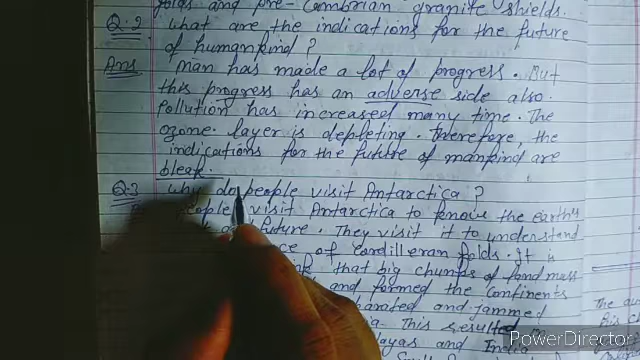 folds and pre-Cambrian granite shields.
Q.2 What are the indications for the future
of humankind?
Ans Man has made a lot of progress. But
this progress has an adverse side also.
Pollution has increased many time. The
ozone layer is depleting. Therefore, the
indications for the future of mankind are
bleak.
Q.3 Why do people visit Antarctica?
People visit Antarctica to know the earth's
and future. They visit it to understand
of cordilleran folds. It is
that big chumps of land mass
and formed the continents
and jammed
This resulted
and India
The
PowerDirector